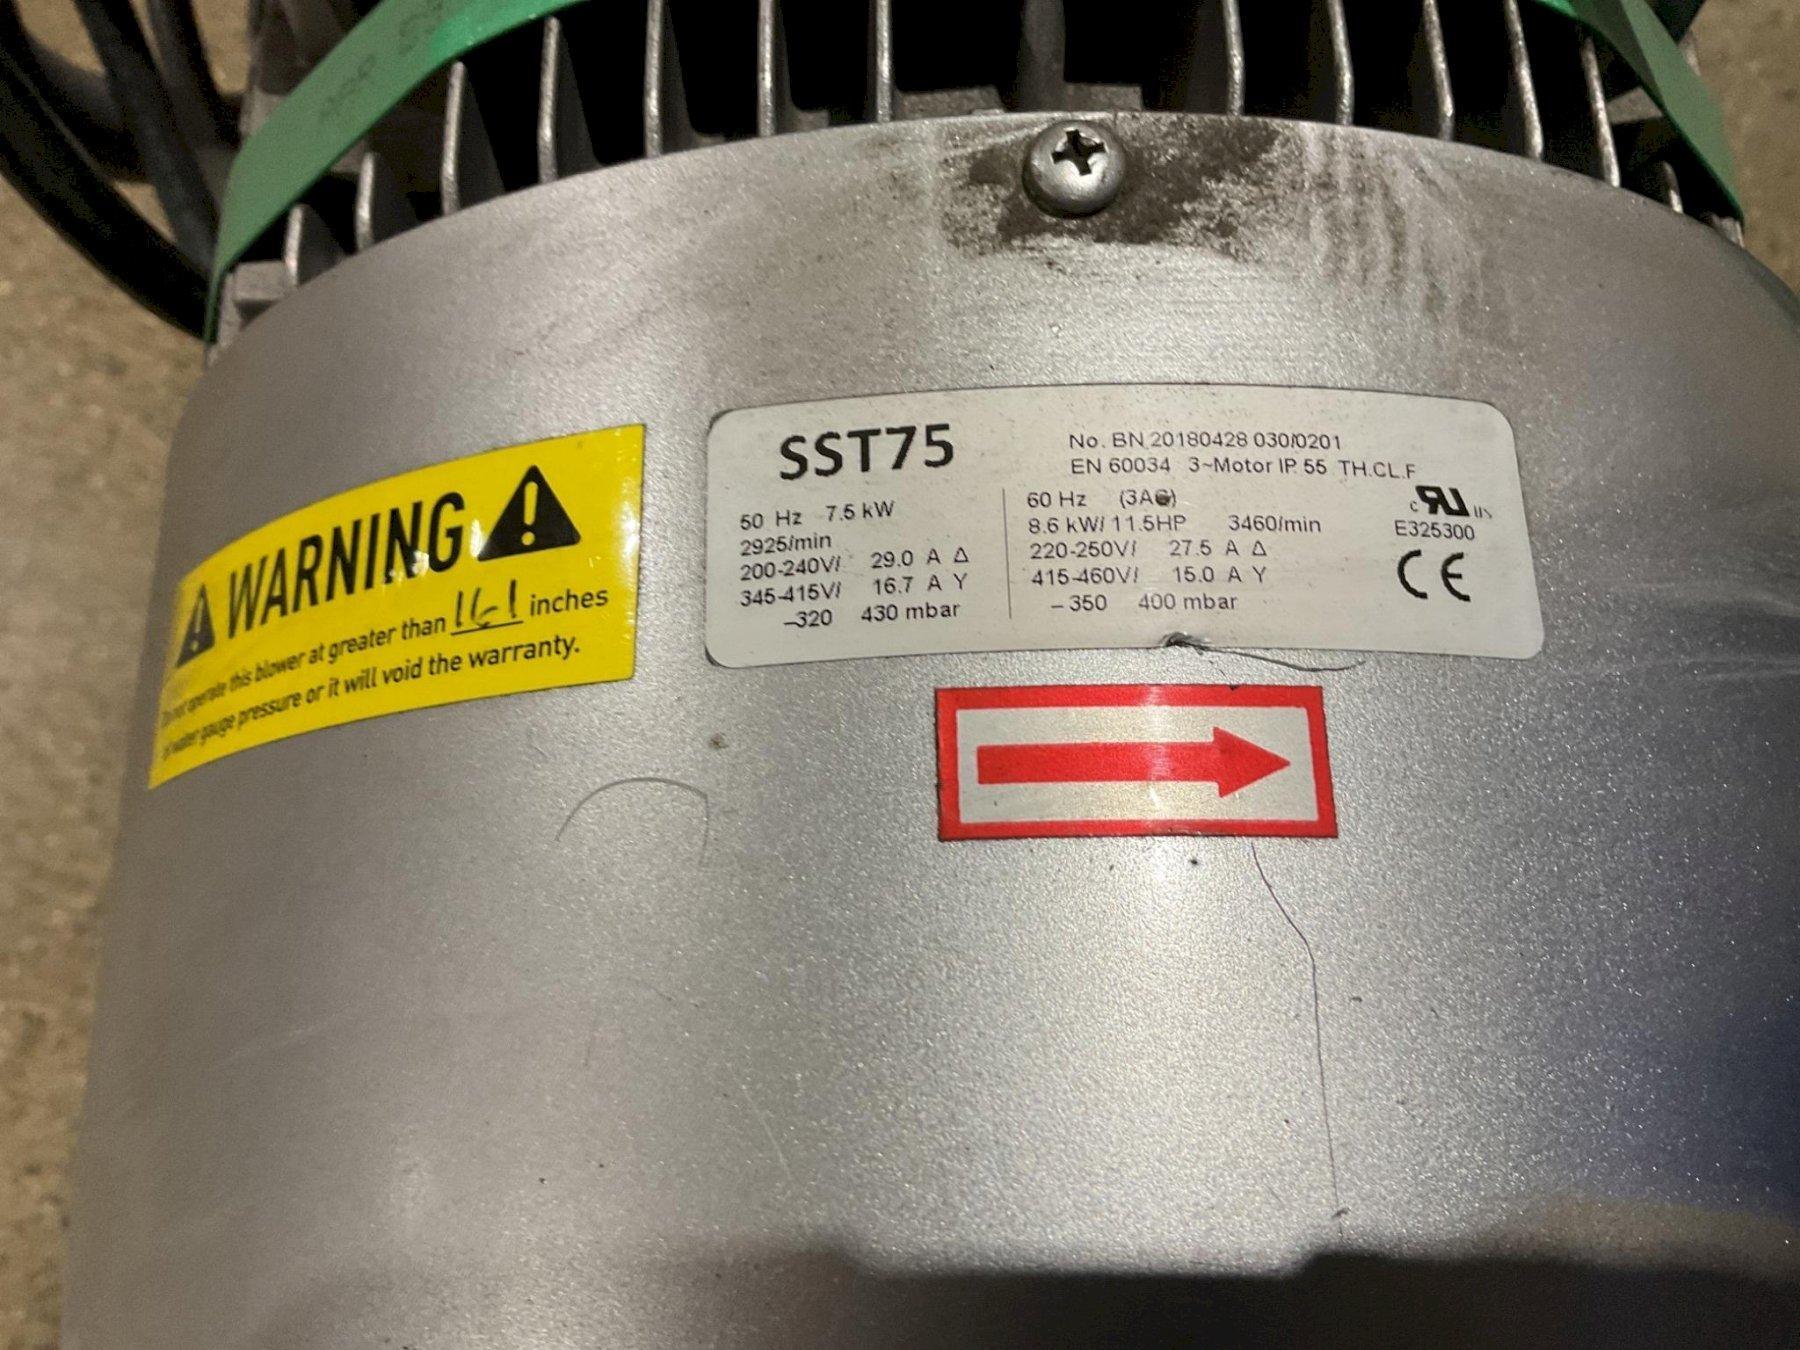 WARNING
not operate this blower at greater than 161 inches
of water gauge pressure or it will void the warranty.
SST75
No. BN 20180428 030/0201
EN 60034 3~Motor IP. 55 TH.CL.F
50 Hz 7.5 kW
2925/min
200-240V/ 29.0 A Δ
345-415V/ 16.7 A Y
–320 430 mbar
60 Hz
8.6 kW/ 11.5HP 3460/min
220-250V/ 27.5 A Δ
415-460V/ 15.0 A Y
–350 400 mbar
c RU us
E325300
CE